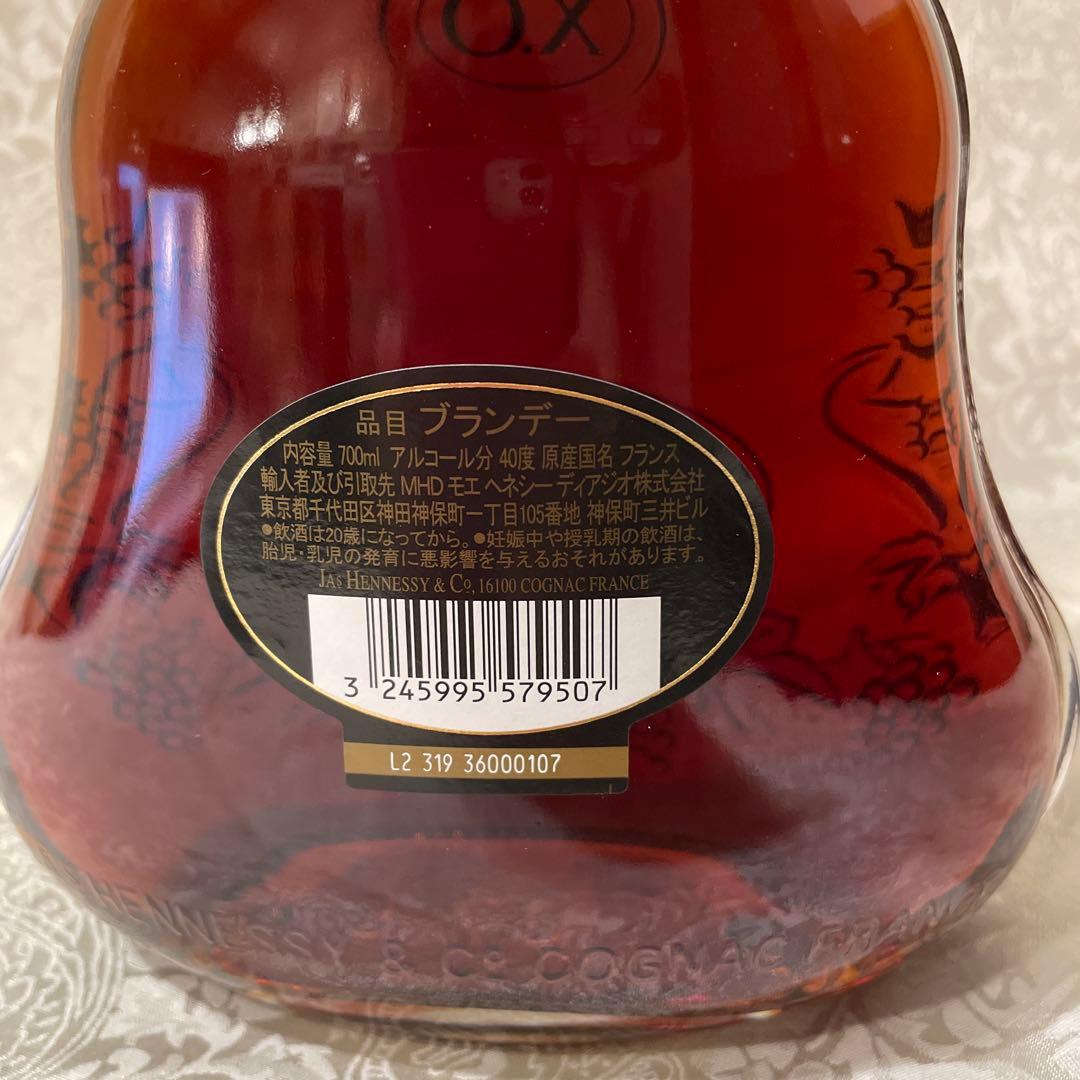 X.O
品目 ブランデー
内容量 700ml アルコール分 40度 原産国名 フランス
輸入者及び引取先 MHD モエ ヘネシー ディアジオ株式会社
東京都千代田区神田神保町一丁目105番地 神保町三井ビル
●飲酒は20歳になってから。●妊娠中や授乳期の飲酒は、
胎児・乳児の発育に悪影響を与えるおそれがあります。
JAS HENNESSY & Co, 16100 COGNAC FRANCE
3 245995 579507
L2 319 36000107
HENNESSY & Co COGNAC FRAN